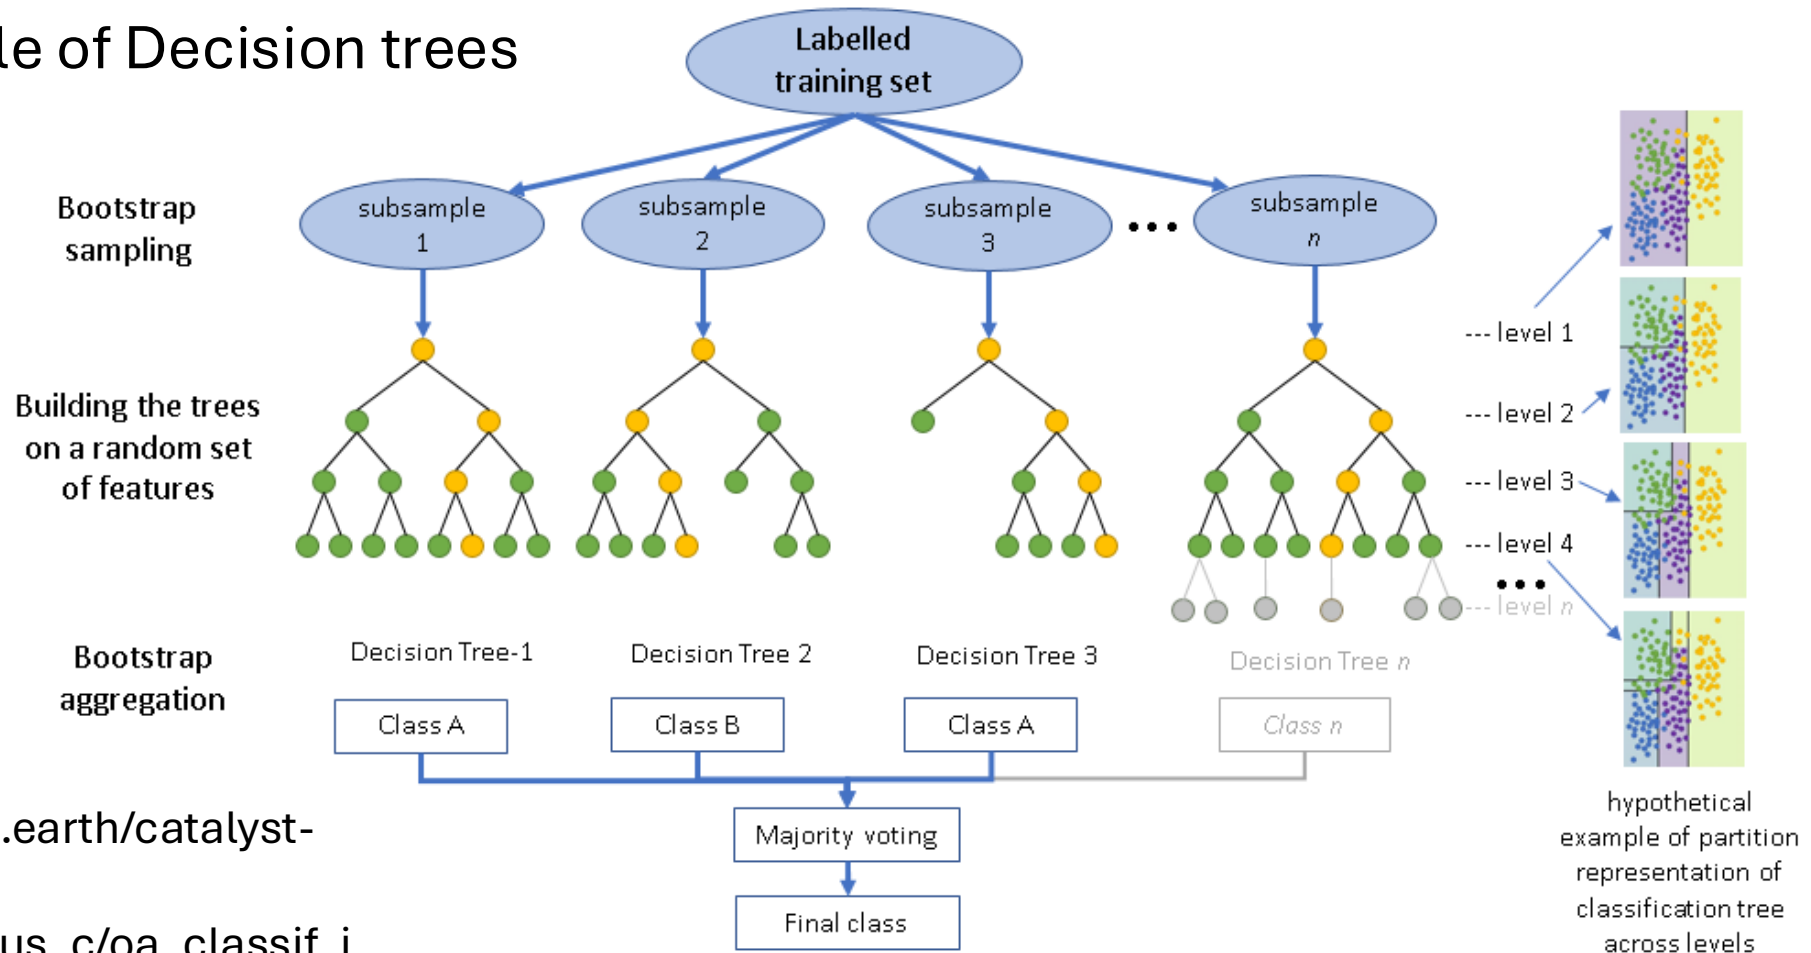 le of Decision trees
Labelled
training set
Bootstrap
sampling
subsample
1
subsample
2
subsample
3
•••
subsample
n
Building the trees
on a random set
of features
--- level 1
--- level 2
--- level 3
--- level 4
•••
--- level n
Bootstrap
aggregation
Decision Tree-1
Decision Tree 2
Decision Tree 3
Decision Tree n
Class A
Class B
Class A
Class n
Majority voting
Final class
.earth/catalyst-
us_c/oa_classif_i
hypothetical
example of partition
representation of
classification tree
across levels